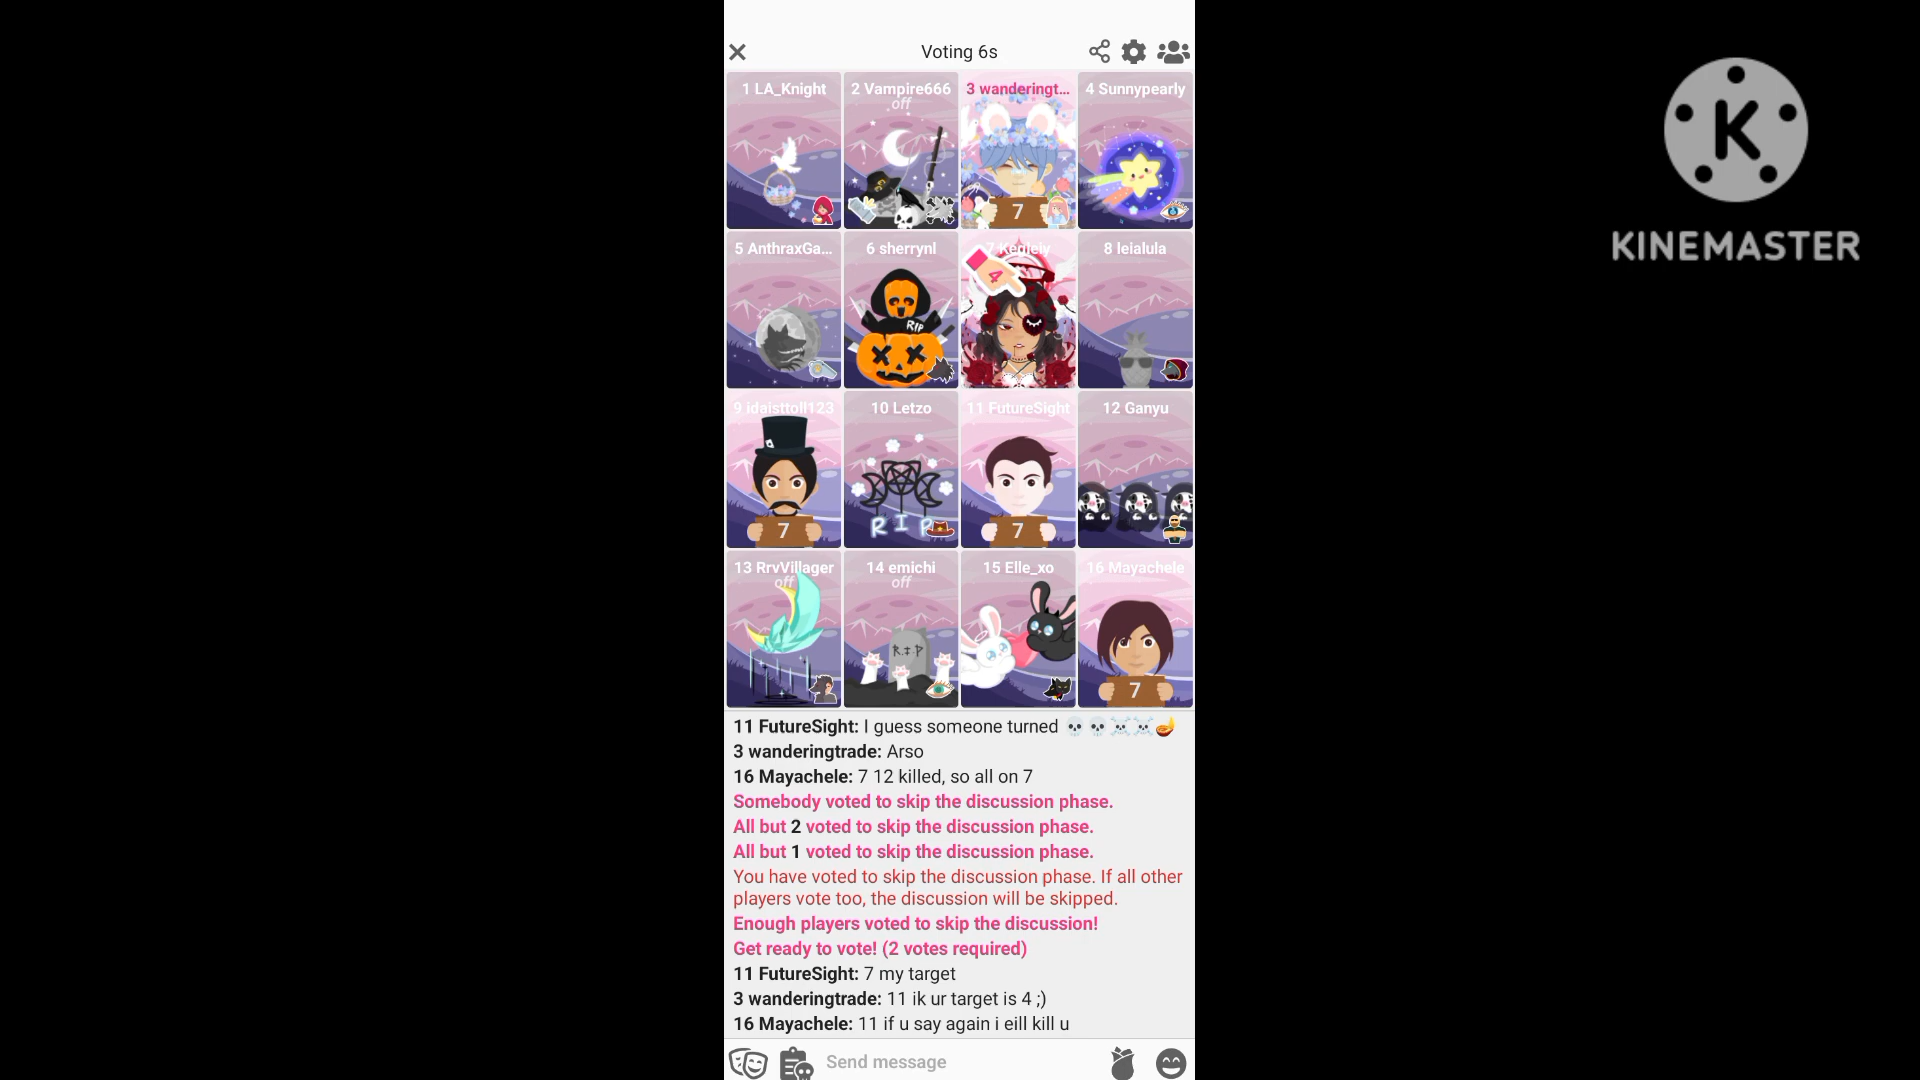 Voting 6s
1 LA_Knight
2 Vampire666
off
3 wanderingt...
4 Sunnypearly
K
KINEMASTER
7
5 AnthraxGa...
6 sherrynl
7 Kenleiy
8 leialula
4
RIP
9 idaisttoll123
10 Letzo
11 FutureSight
12 Ganyu
7
R I P
7
13 RrvVillager
off
14 emichi
off
15 Elle_xo
16 Mayachele
R.I.P
7
11 FutureSight: I guess someone turned 💀💀☠️☠️🪔
3 wanderingtrade: Arso
16 Mayachele: 7 12 killed, so all on 7
Somebody voted to skip the discussion phase.
All but 2 voted to skip the discussion phase.
All but 1 voted to skip the discussion phase.
You have voted to skip the discussion phase. If all other
players vote too, the discussion will be skipped.
Enough players voted to skip the discussion!
Get ready to vote! (2 votes required)
11 FutureSight: 7 my target
3 wanderingtrade: 11 ik ur target is 4 ;)
16 Mayachele: 11 if u say again i eill kill u
Send message